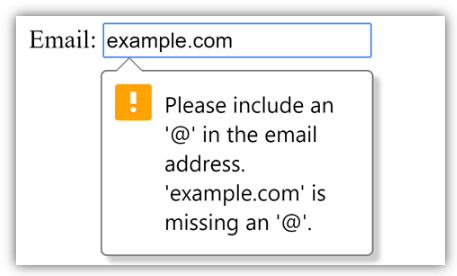 Email: example.com
Please include an
'@' in the email
address.
'example.com' is
missing an '@'.